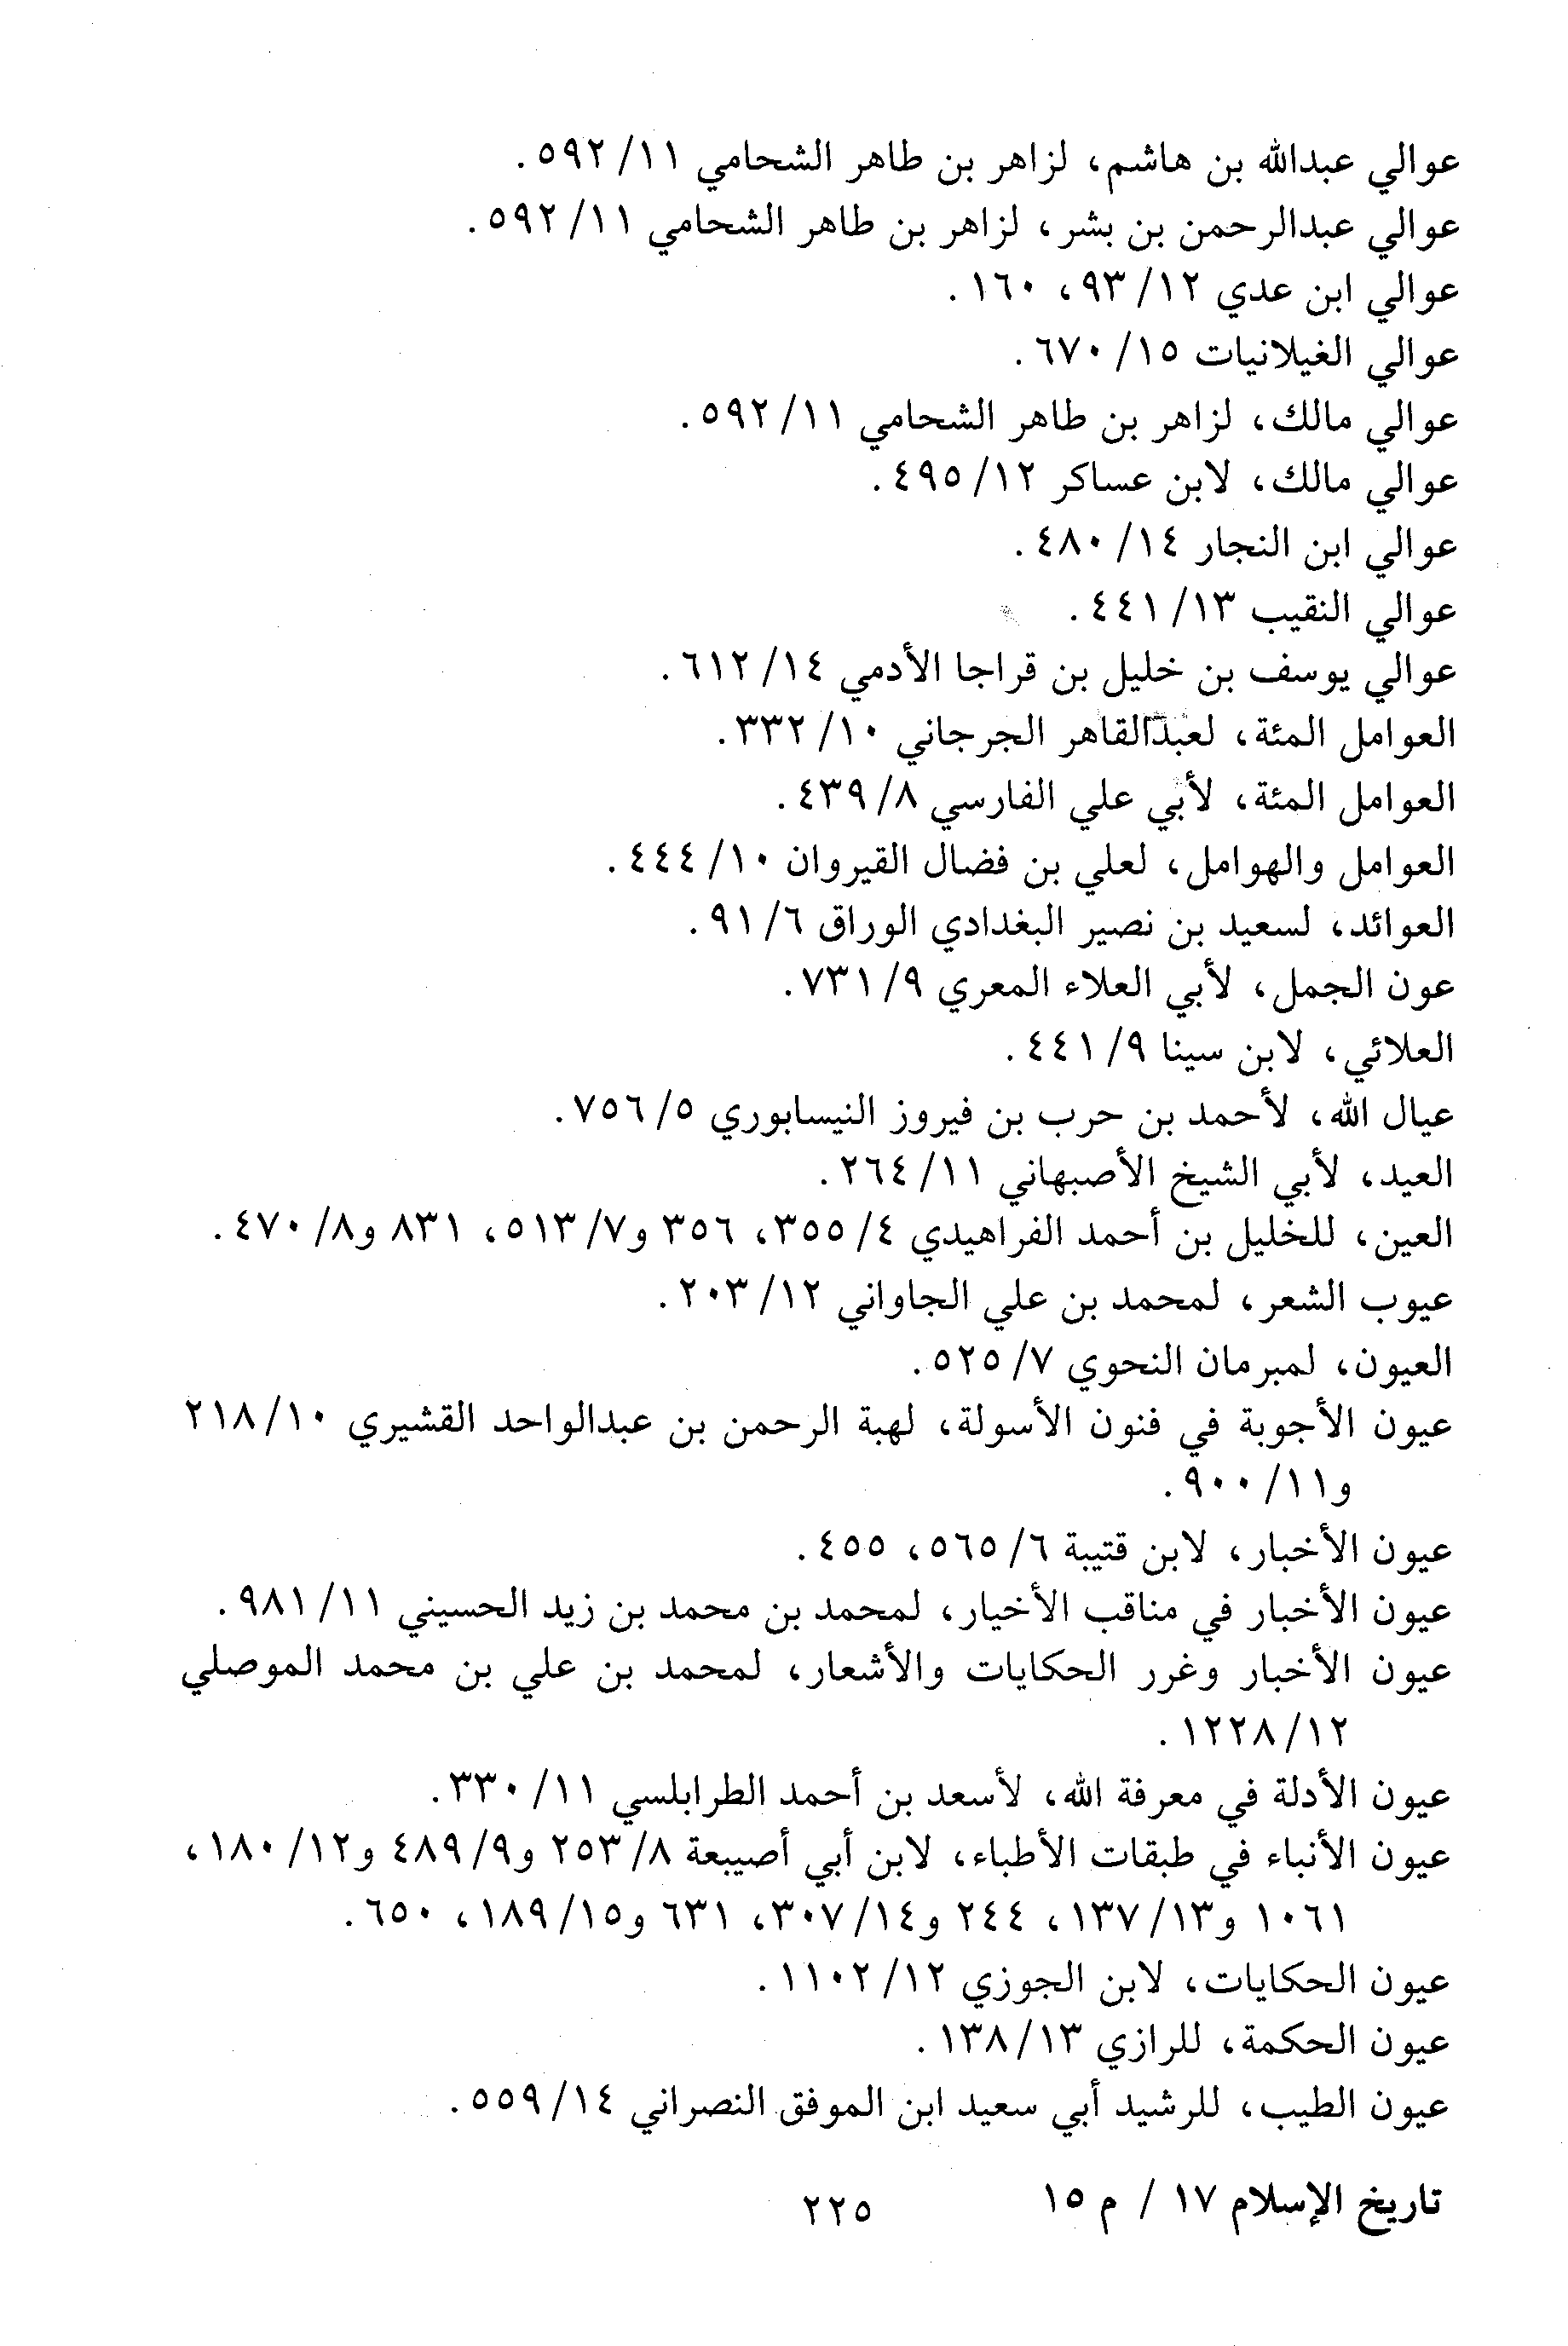 عوالي عبدالله بن هاشم، لزاهر بن طاهر الشحامي ١١/ ٥٩٢.
عوالي عبدالرحمن بن بشر، لزاهر بن طاهر الشحامي ١١/ ٥٩٢.
عوالي ابن عدي ١٢/ ٩٣، ١٦٠.
عوالي الغيلانيات ١٥/ ٦٧٠.
عوالي مالك، لزاهر بن طاهر الشحامي ١١/ ٥٩٢.
عوالي مالك، لابن عساكر ١٢/ ٤٩٥.
عوالي ابن النجار ١٤/ ٤٨٠.
عوالي النقيب ١٣/ ٤٤١.
عوالي يوسف بن خليل بن قراجا الأدمي ١٤/ ٦١٢.
العوامل المئة، لعبدالقاهر الجرجاني ١٠/ ٣٣٢.
العوامل المئة، لأبي علي الفارسي ٨/ ٤٣٩.
العوامل والهوامل، لعلي بن فضال القيروان ١٠/ ٤٤٤.
العوائد، لسعيد بن نصير البغدادي الوراق ٦/ ٩١.
عون الجمل، لأبي العلاء المعري ٩/ ٧٣١.
العلائي، لابن سينا ٩/ ٤٤١.
عيال الله، لأحمد بن حرب بن فيروز النيسابوري ٥/ ٧٥٦.
العيد، لأبي الشيخ الأصبهاني ١١/ ٢٦٤.
العين، للخليل بن أحمد الفراهيدي ٤/ ٣٥٥، ٣٥٦ و٧/ ٥١٣، ٨٣١ و٨/ ٤٧٠.
عيوب الشعر، لمحمد بن علي الجاواني ١٢/ ٢٠٣.
العيون، لمبرمان النحوي ٧/ ٥٢٥.
عيون الأجوبة في فنون الأسولة، لهبة الرحمن بن عبدالواحد القشيري ١٠/ ٢١٨
و١١/ ٩٠٠.
عيون الأخبار، لابن قتيبة ٦/ ٥٦٥، ٤٥٥.
عيون الأخبار في مناقب الأخيار، لمحمد بن محمد بن زيد الحسيني ١١/ ٩٨١.
عيون الأخبار وغرر الحكايات والأشعار، لمحمد بن علي بن محمد الموصلي
١٢/ ١٢٢٨.
عيون الأدلة في معرفة الله، لأسعد بن أحمد الطرابلسي ١١/ ٣٣٠.
عيون الأنباء في طبقات الأطباء، لابن أبي أصيبعة ٨/ ٢٥٣ و٩/ ٤٨٩ و١٢/ ١٨٠،
١٠٦١ و١٣/ ١٣٧، ٢٤٤ و١٤/ ٣٠٧، ٦٣١ و١٥/ ١٨٩، ٦٥٠.
عيون الحكايات، لابن الجوزي ١٢/ ١١٠٢.
عيون الحكمة، للرازي ١٣/ ١٣٨.
عيون الطيب، للرشيد أبي سعيد ابن الموفق النصراني ١٤/ ٥٥٩.
تاريخ الإسلام ١٧ / م ١٥
٢٢٥